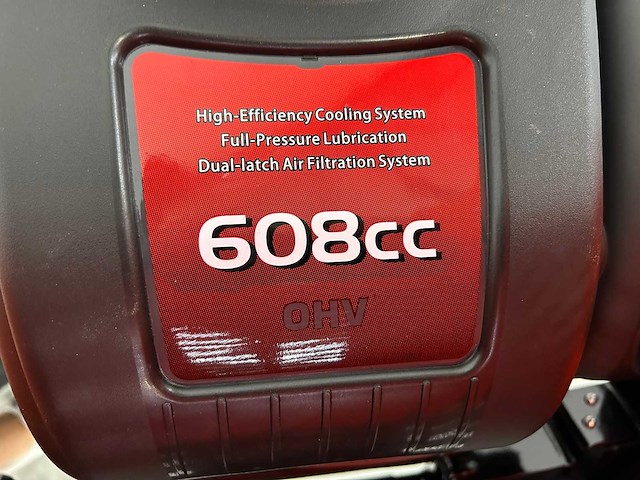 High-Efficiency Cooling System
Full-Pressure Lubrication
Dual-latch Air Filtration System
608cc
OHV